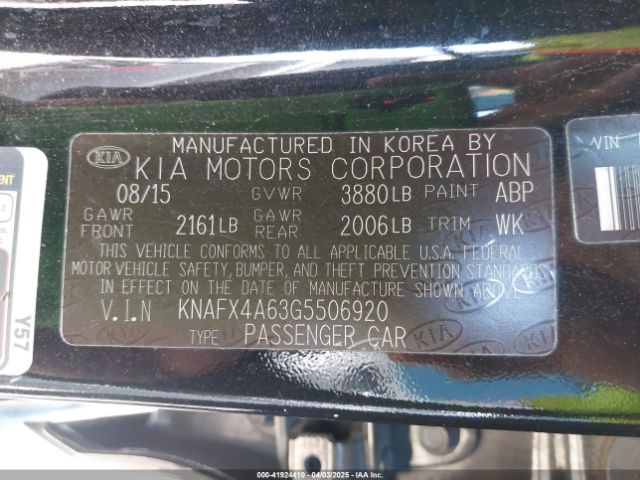 MANUFACTURED IN KOREA BY
KIA KIA MOTORS CORPORATION
08/15 GVWR 3880LB PAINT ABP
GAWR FRONT 2161LB GAWR REAR 2006LB TRIM WK
THIS VEHICLE CONFORMS TO ALL APPLICABLE U.S.A. FEDERAL
MOTOR VEHICLE SAFETY, BUMPER, AND THEFT PREVENTION STANDARDS
IN EFFECT ON THE DATE OF MANUFACTURE SHOWN ABOVE.
V.I.N KNAFX4A63G5506920
TYPE PASSENGER CAR
VIN
Y57
000-41924410 - 04/03/2025 - IAAI.COM